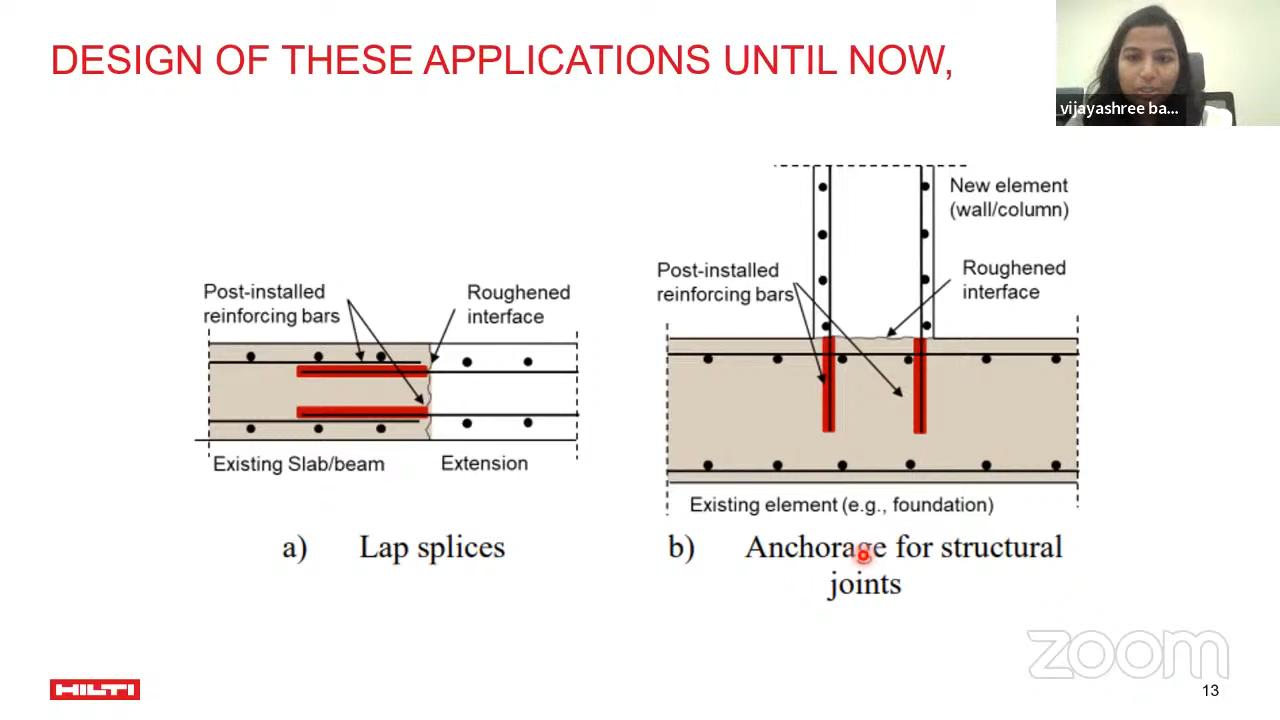 DESIGN OF THESE APPLICATIONS UNTIL NOW,
vijayashree ba...
Post-installed
reinforcing bars
Roughened
interface
Existing Slab/beam
Extension
a) Lap splices
New element
(wall/column)
Post-installed
reinforcing bars
Roughened
interface
Existing element (e.g., foundation)
b) Anchorage for structural
joints
zoom
HILTI
13